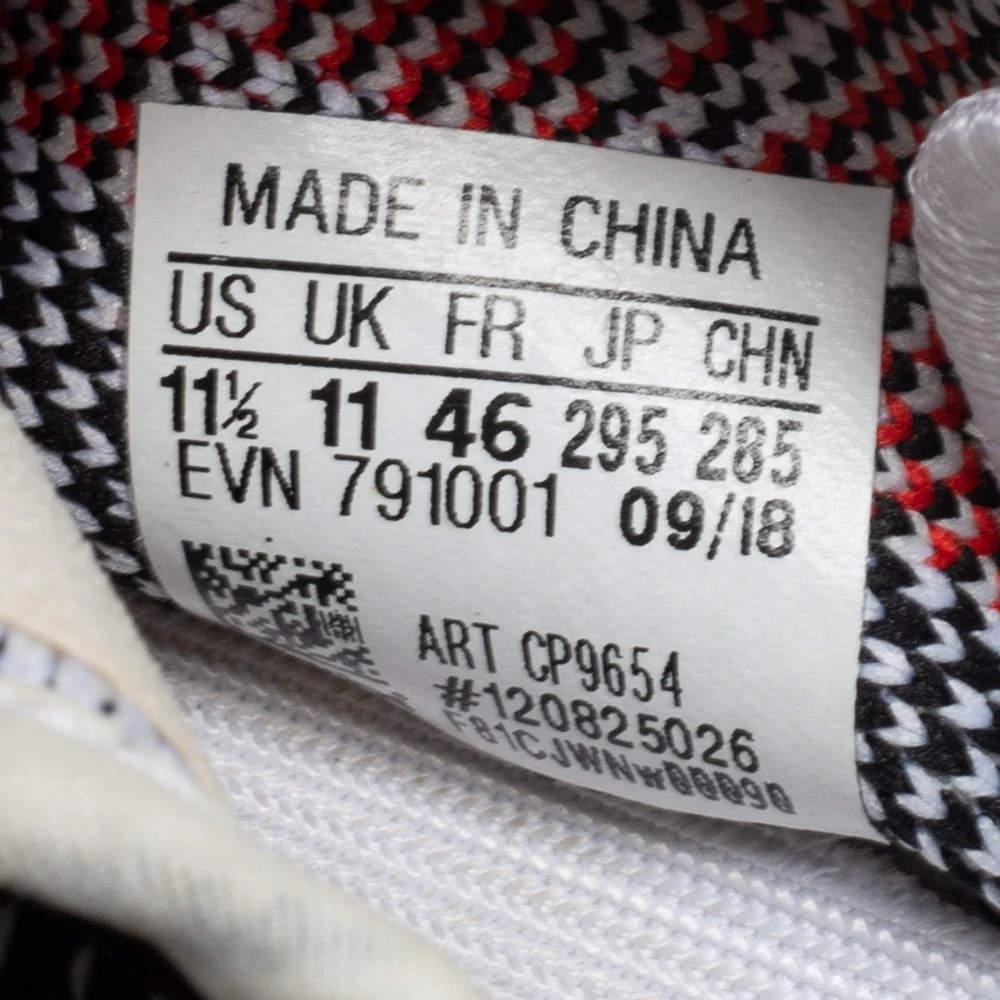 MADE IN CHINA
US UK FR JP CHN
11½ 11 46 295 285
EVN 791001 09/18
ART CP9654
#120825026